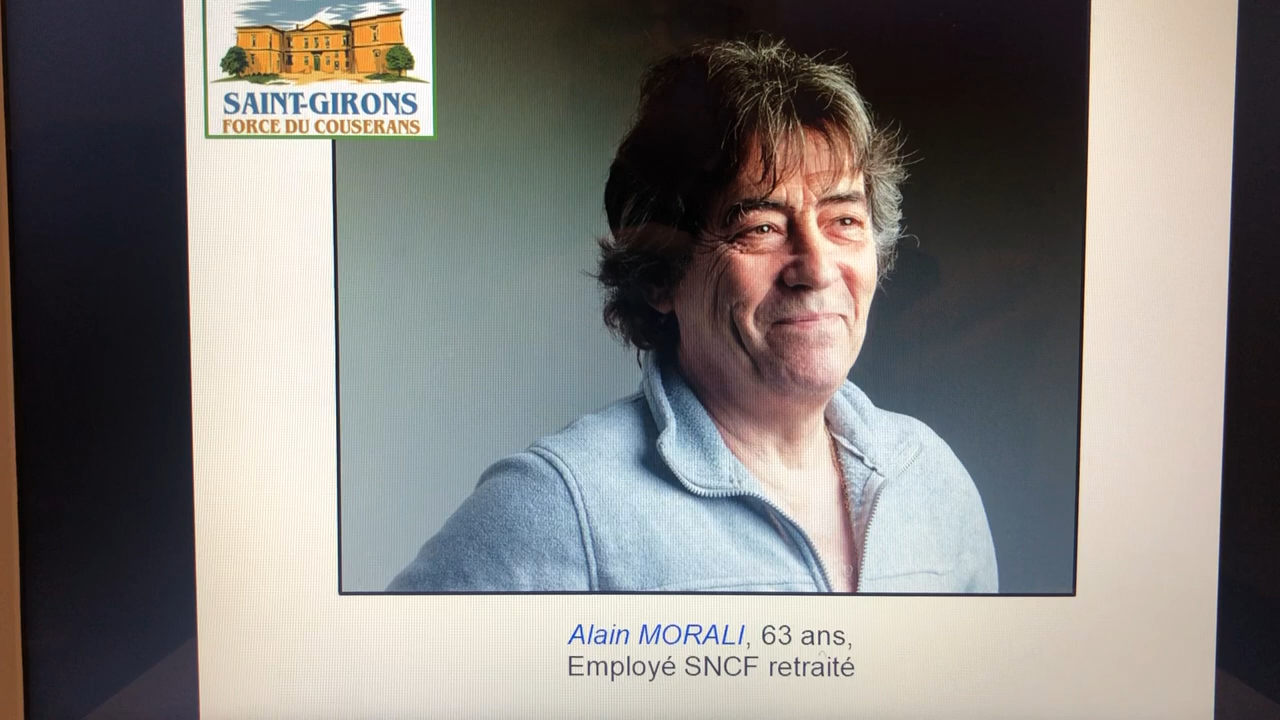 SAINT-GIRONS
FORCE DU COUSERANS
Alain MORALI, 63 ans,
Employé SNCF retraité